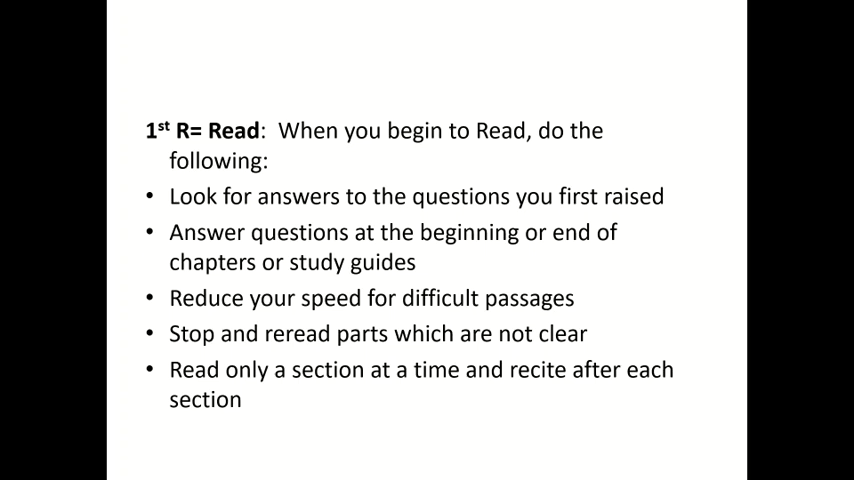 1st R= Read:  When you begin to Read, do the
following:
• Look for answers to the questions you first raised
• Answer questions at the beginning or end of
chapters or study guides
• Reduce your speed for difficult passages
• Stop and reread parts which are not clear
• Read only a section at a time and recite after each
section